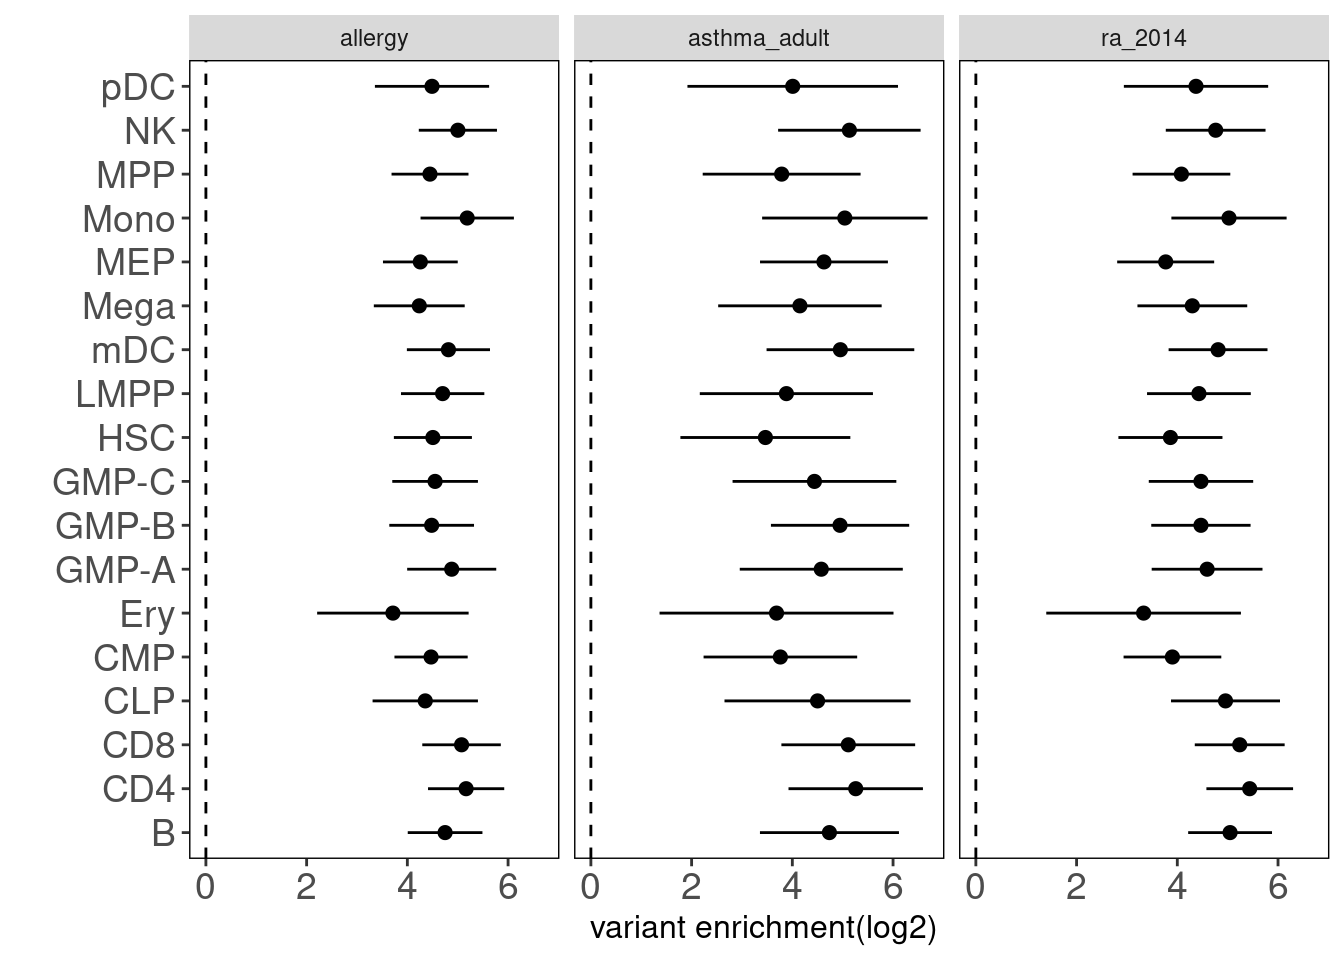 allergy asthma_adult ra_2014
pDC
NK
MPP
Mono
MEP
Mega
mDC
LMPP
HSC
GMP-C
GMP-B
GMP-A
Ery
CMP
CLP
CD8
CD4
B
0 2 4 6 0 2 4 6 0 2 4 6
variant enrichment(log2)